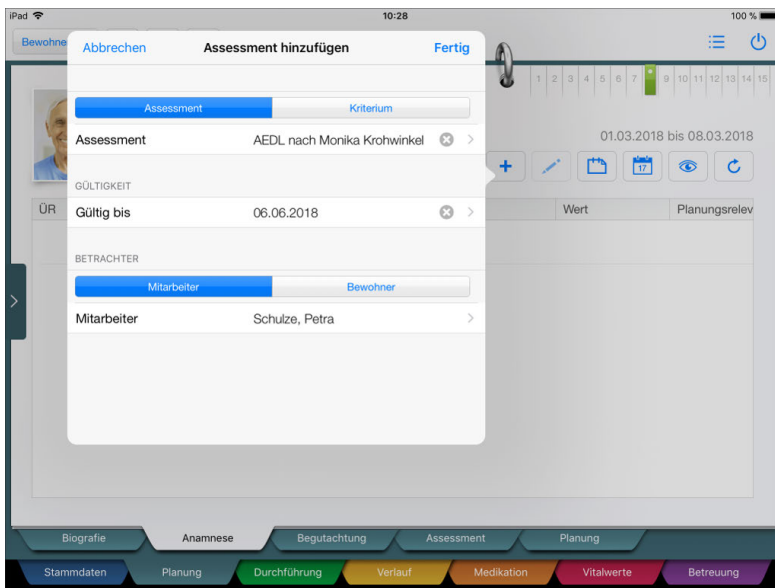 iPad 10:28 100 %
Bewohne
Abbrechen Assessment hinzufügen Fertig
1 2 3 4 5 6 7 9 10 11 12 13 14 15
Assessment Kriterium
Assessment AEDL nach Monika Krohwinkel
01.03.2018 bis 08.03.2018
17
GÜLTIGKEIT
ÜR Gültig bis 06.06.2018 Wert Planungsrelev
BETRACHTER
Mitarbeiter Bewohner
Mitarbeiter Schulze, Petra
Biografie Anamnese Begutachtung Assessment Planung
Stammdaten Planung Durchführung Verlauf Medikation Vitalwerte Betreuung